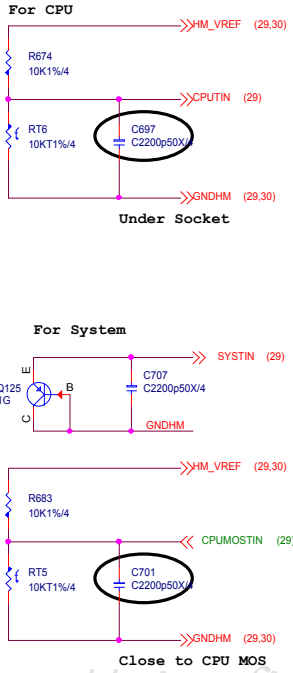 For CPU
HM_VREF (29,30)
R674
10K1%/4
CPUTIN (29)
RT6
10KT1%/4
C697
C2200p50X/4
GNDHM (29,30)
Under Socket
For System
SYSTIN (29)
E
C707
C2200p50X/4
Q125
B
1G
C
GNDHM
HM_VREF (29,30)
R683
10K1%/4
CPUMOSTIN (29)
RT5
10KT1%/4
C701
C2200p50X/4
GNDHM (29,30)
Close to CPU MOS